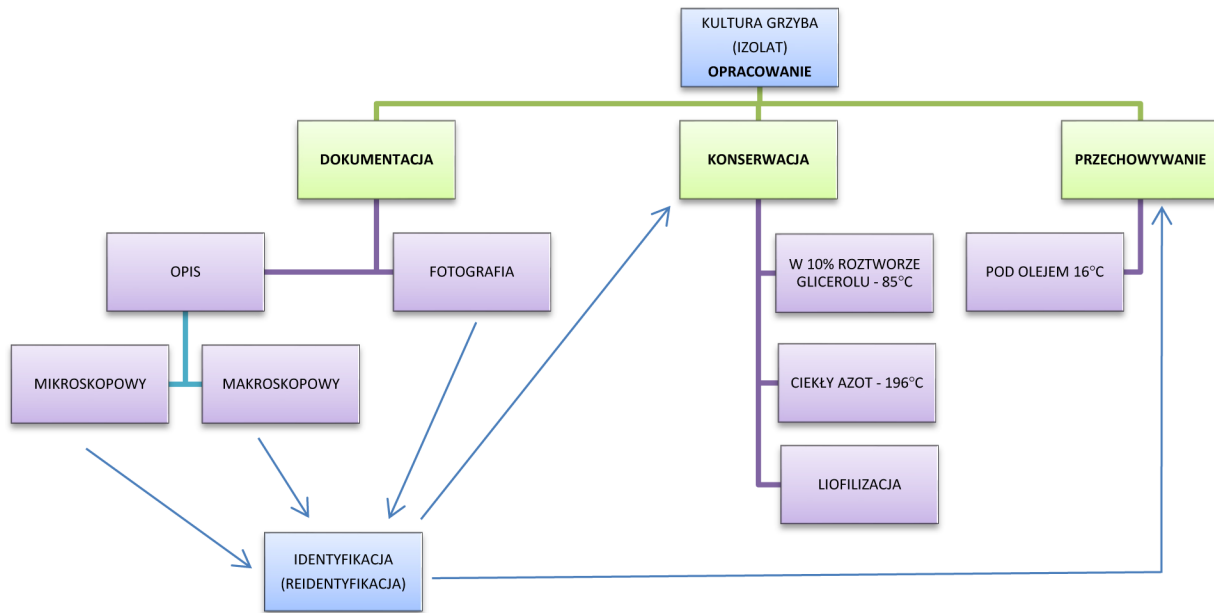 KULTURA GRZYBA
(IZOLAT)
OPRACOWANIE
DOKUMENTACJA
KONSERWACJA
PRZECHOWYWANIE
OPIS
FOTOGRAFIA
W 10% ROZTWORZE
GLICEROLU - 85°C
POD OLEJEM 16°C
MIKROSKOPOWY
MAKROSKOPOWY
CIEKŁY AZOT - 196°C
LIOFILIZACJA
IDENTYFIKACJA
(REIDENTYFIKACJA)